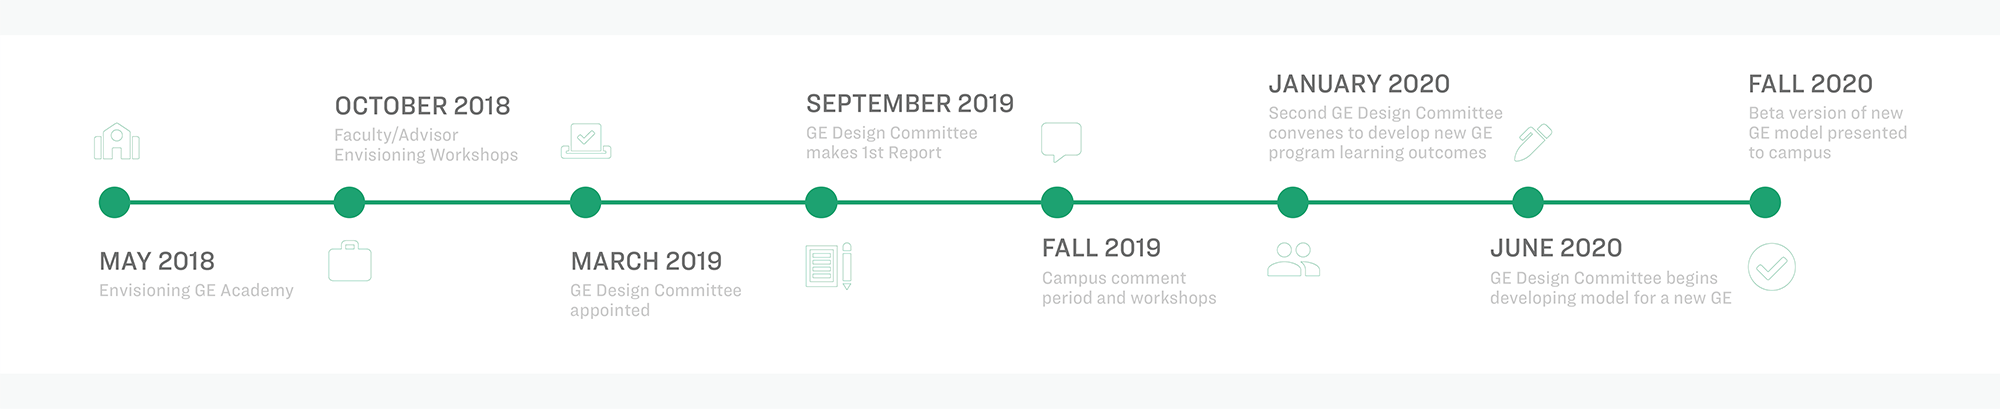 MAY 2018
Envisioning GE Academy
OCTOBER 2018
Faculty/Advisor
Envisioning Workshops
MARCH 2019
GE Design Committee
appointed
SEPTEMBER 2019
GE Design Committee
makes 1st Report
FALL 2019
Campus comment
period and workshops
JANUARY 2020
Second GE Design Committee
convenes to develop new GE
program learning outcomes
JUNE 2020
GE Design Committee begins
developing model for a new GE
FALL 2020
Beta version of new
GE model presented
to campus